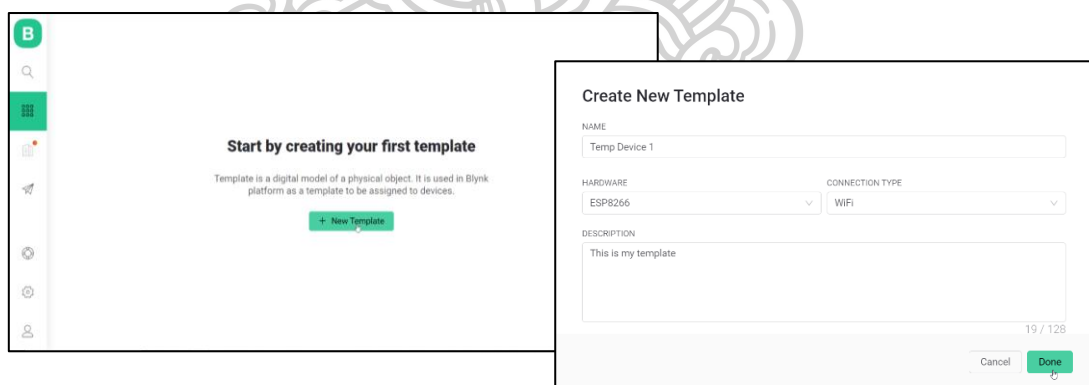 B
Start by creating your first template
Template is a digital model of a physical object. It is used in Blynk
platform as a template to be assigned to devices.
+ New Template
Create New Template
NAME
Temp Device 1
HARDWARE
CONNECTION TYPE
ESP8266
WiFi
DESCRIPTION
This is my template
19 / 128
Cancel
Done